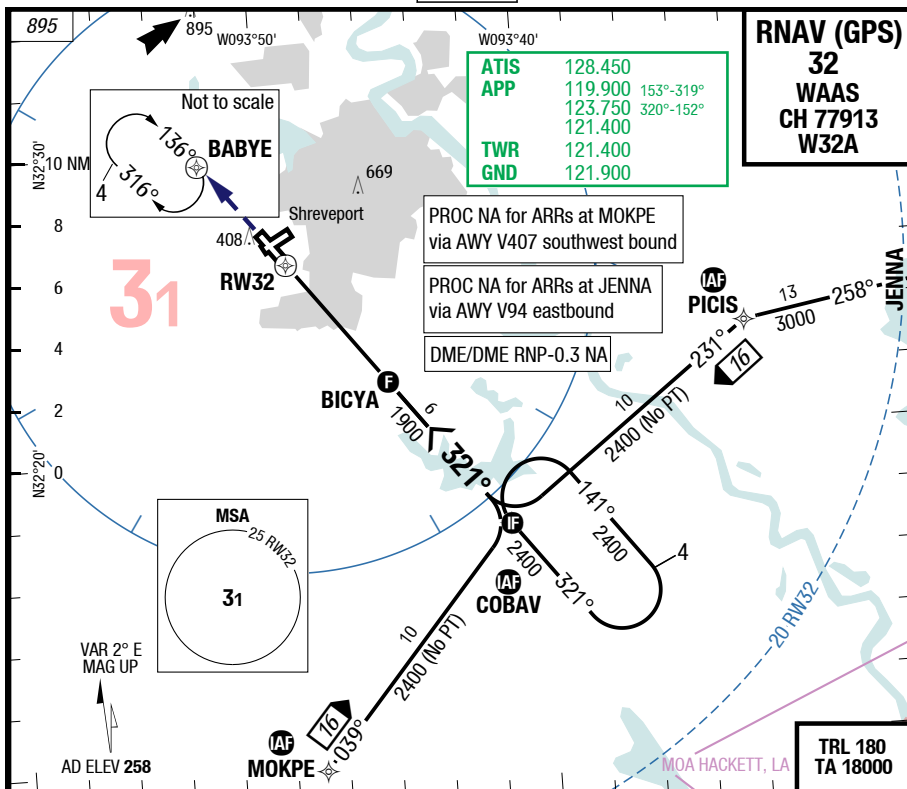 895
895
W093°50'
W093°40'
RNAV (GPS)
32
WAAS
CH 77913
W32A
ATIS 128.450
APP 119.900 153°-319°
123.750 320°-152°
121.400
TWR 121.400
GND 121.900
Not to scale
136°
BABYE
316°
4
N32°30'
10 NM
8
6
4
2
0
N32°20'
669
Shreveport
408
RW32
31
PROC NA for ARRs at MOKPE
via AWY V407 southwest bound
PROC NA for ARRs at JENNA
via AWY V94 eastbound
DME/DME RNP-0.3 NA
IAF
PICIS
13
3000
258°
JENNA
231°
16
10
2400 (No PT)
F
BICYA
6
1900
321°
141°
2400
4
IF
2400
321°
IAF
COBAV
MSA
25 RW32
31
10
2400 (No PT)
20 RW32
VAR 2° E
MAG UP
AD ELEV 258
16
039°
IAF
MOKPE
MOA HACKETT, LA
TRL 180
TA 18000